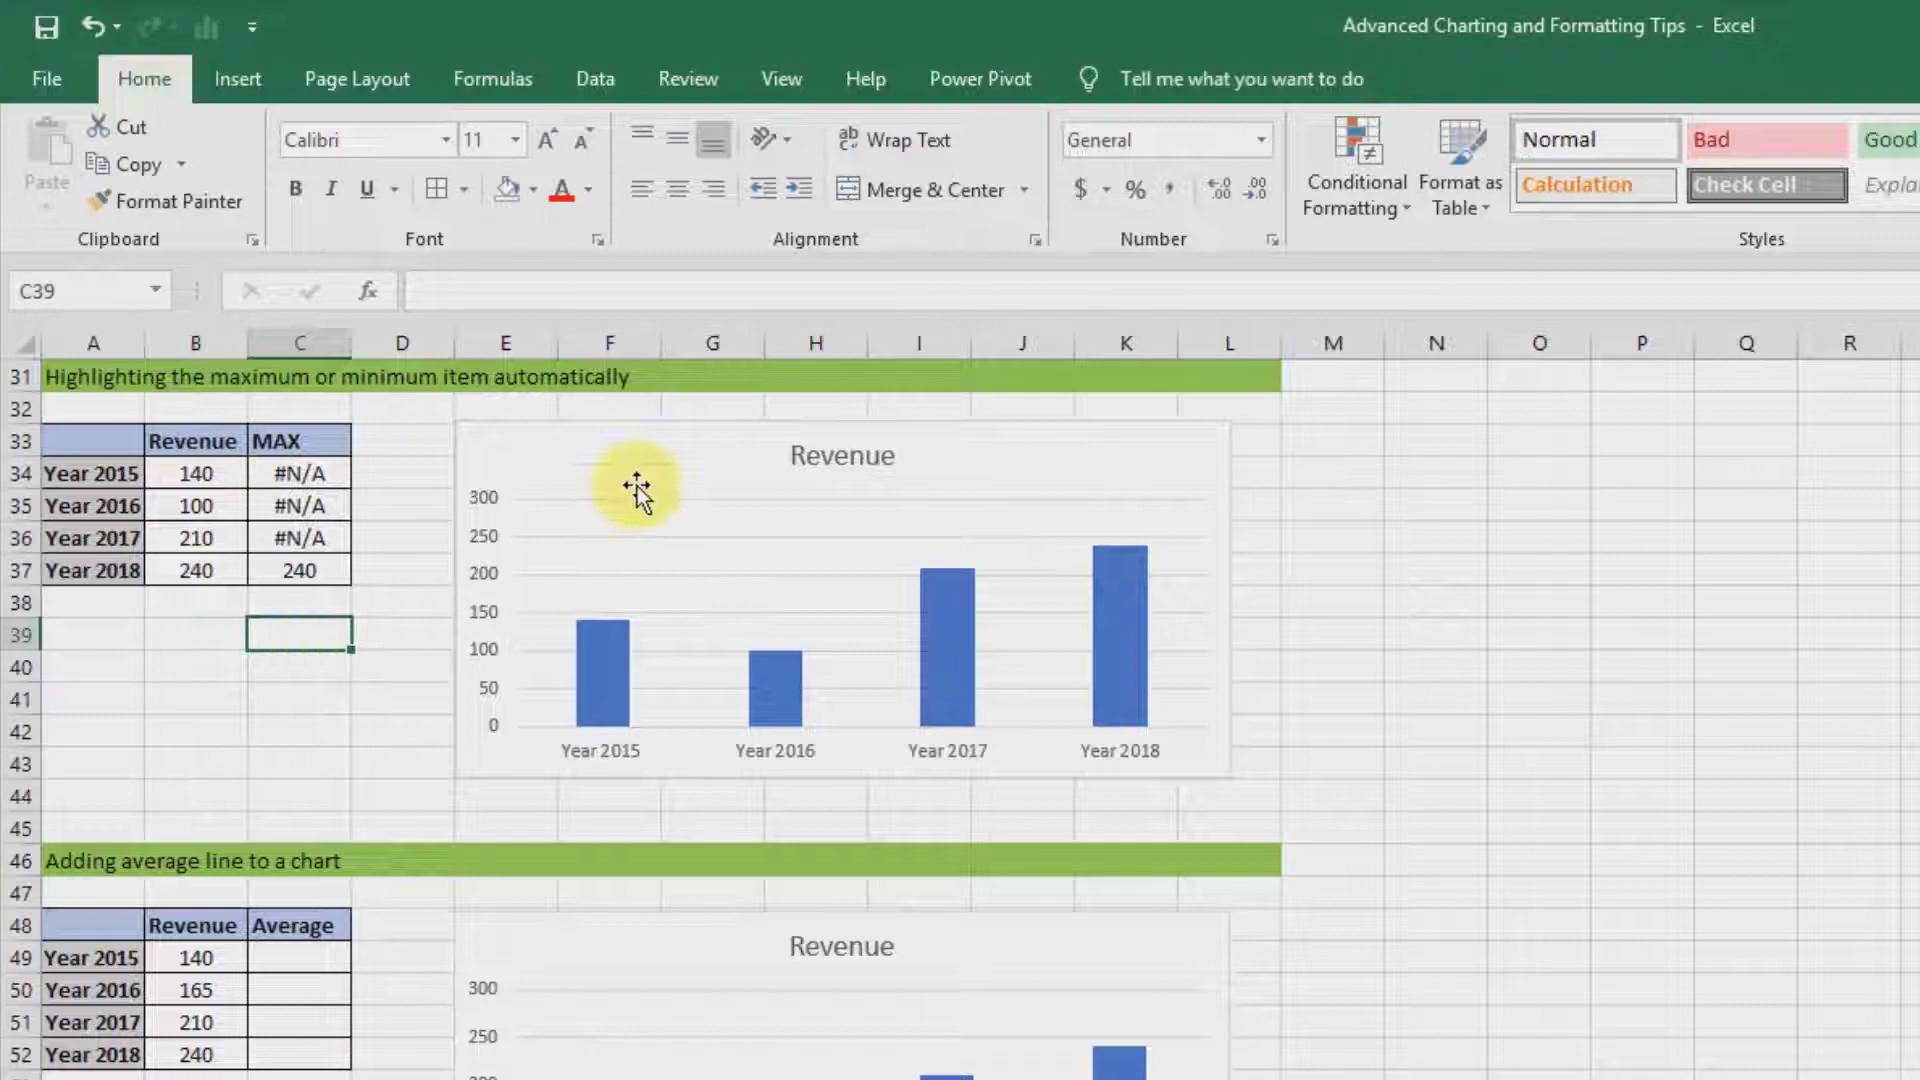 Advanced Charting and Formatting Tips - Excel
File Home Insert Page Layout Formulas Data Review View Help Power Pivot Tell me what you want to do
Paste
Cut
Copy
Format Painter
Clipboard
Calibri 11
B I U A
Font
Wrap Text
Merge & Center
Alignment
General
$ % ,
Number
Conditional Formatting
Format as Table
Normal Bad Good
Calculation Check Cell
Styles
C39 fx
A B C D E F G H I J K L M N O P Q R
31 Highlighting the maximum or minimum item automatically
32
33 Revenue MAX
34 Year 2015 140 #N/A
35 Year 2016 100 #N/A
36 Year 2017 210 #N/A
37 Year 2018 240 240
38
39
40
41
42
43
44
45
Revenue
300
250
200
150
100
50
0
Year 2015 Year 2016 Year 2017 Year 2018
46 Adding average line to a chart
47
48 Revenue Average
49 Year 2015 140
50 Year 2016 165
51 Year 2017 210
52 Year 2018 240
Revenue
300
250